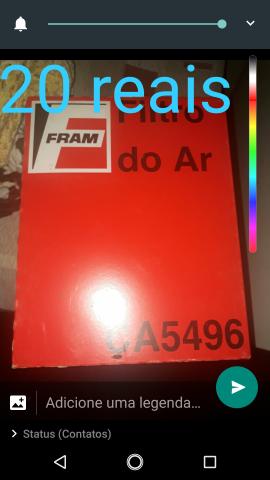 20 reais
FRAM
Filtro
do Ar
CA5496
Adicione uma legenda...
Status (Contatos)